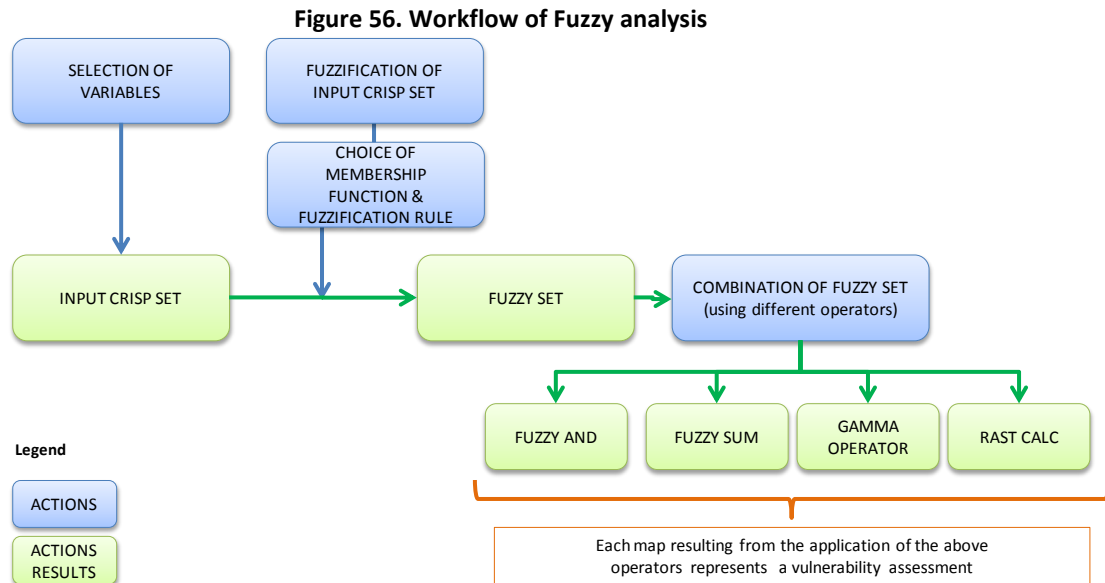 Figure 56. Workflow of Fuzzy analysis
SELECTION OF
VARIABLES
FUZZIFICATION OF
INPUT CRISP SET
CHOICE OF
MEMBERSHIP
FUNCTION &
FUZZIFICATION RULE
INPUT CRISP SET
FUZZY SET
COMBINATION OF FUZZY SET
(using different operators)
FUZZY AND
FUZZY SUM
GAMMA
OPERATOR
RAST CALC
Legend
ACTIONS
ACTIONS
RESULTS
Each map resulting from the application of the above
operators represents a vulnerability assessment